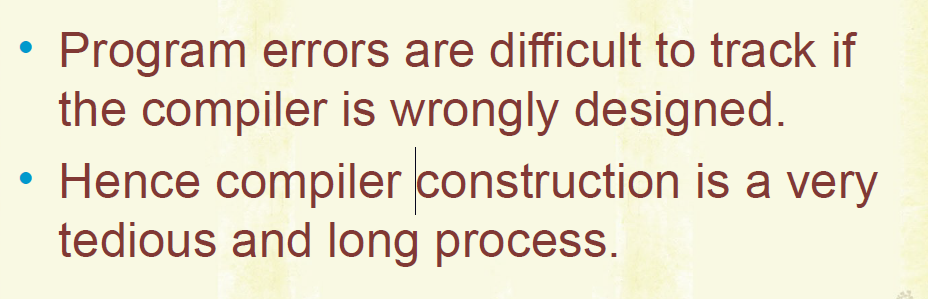 • Program errors are difficult to track if
the compiler is wrongly designed.
• Hence compiler construction is a very
tedious and long process.